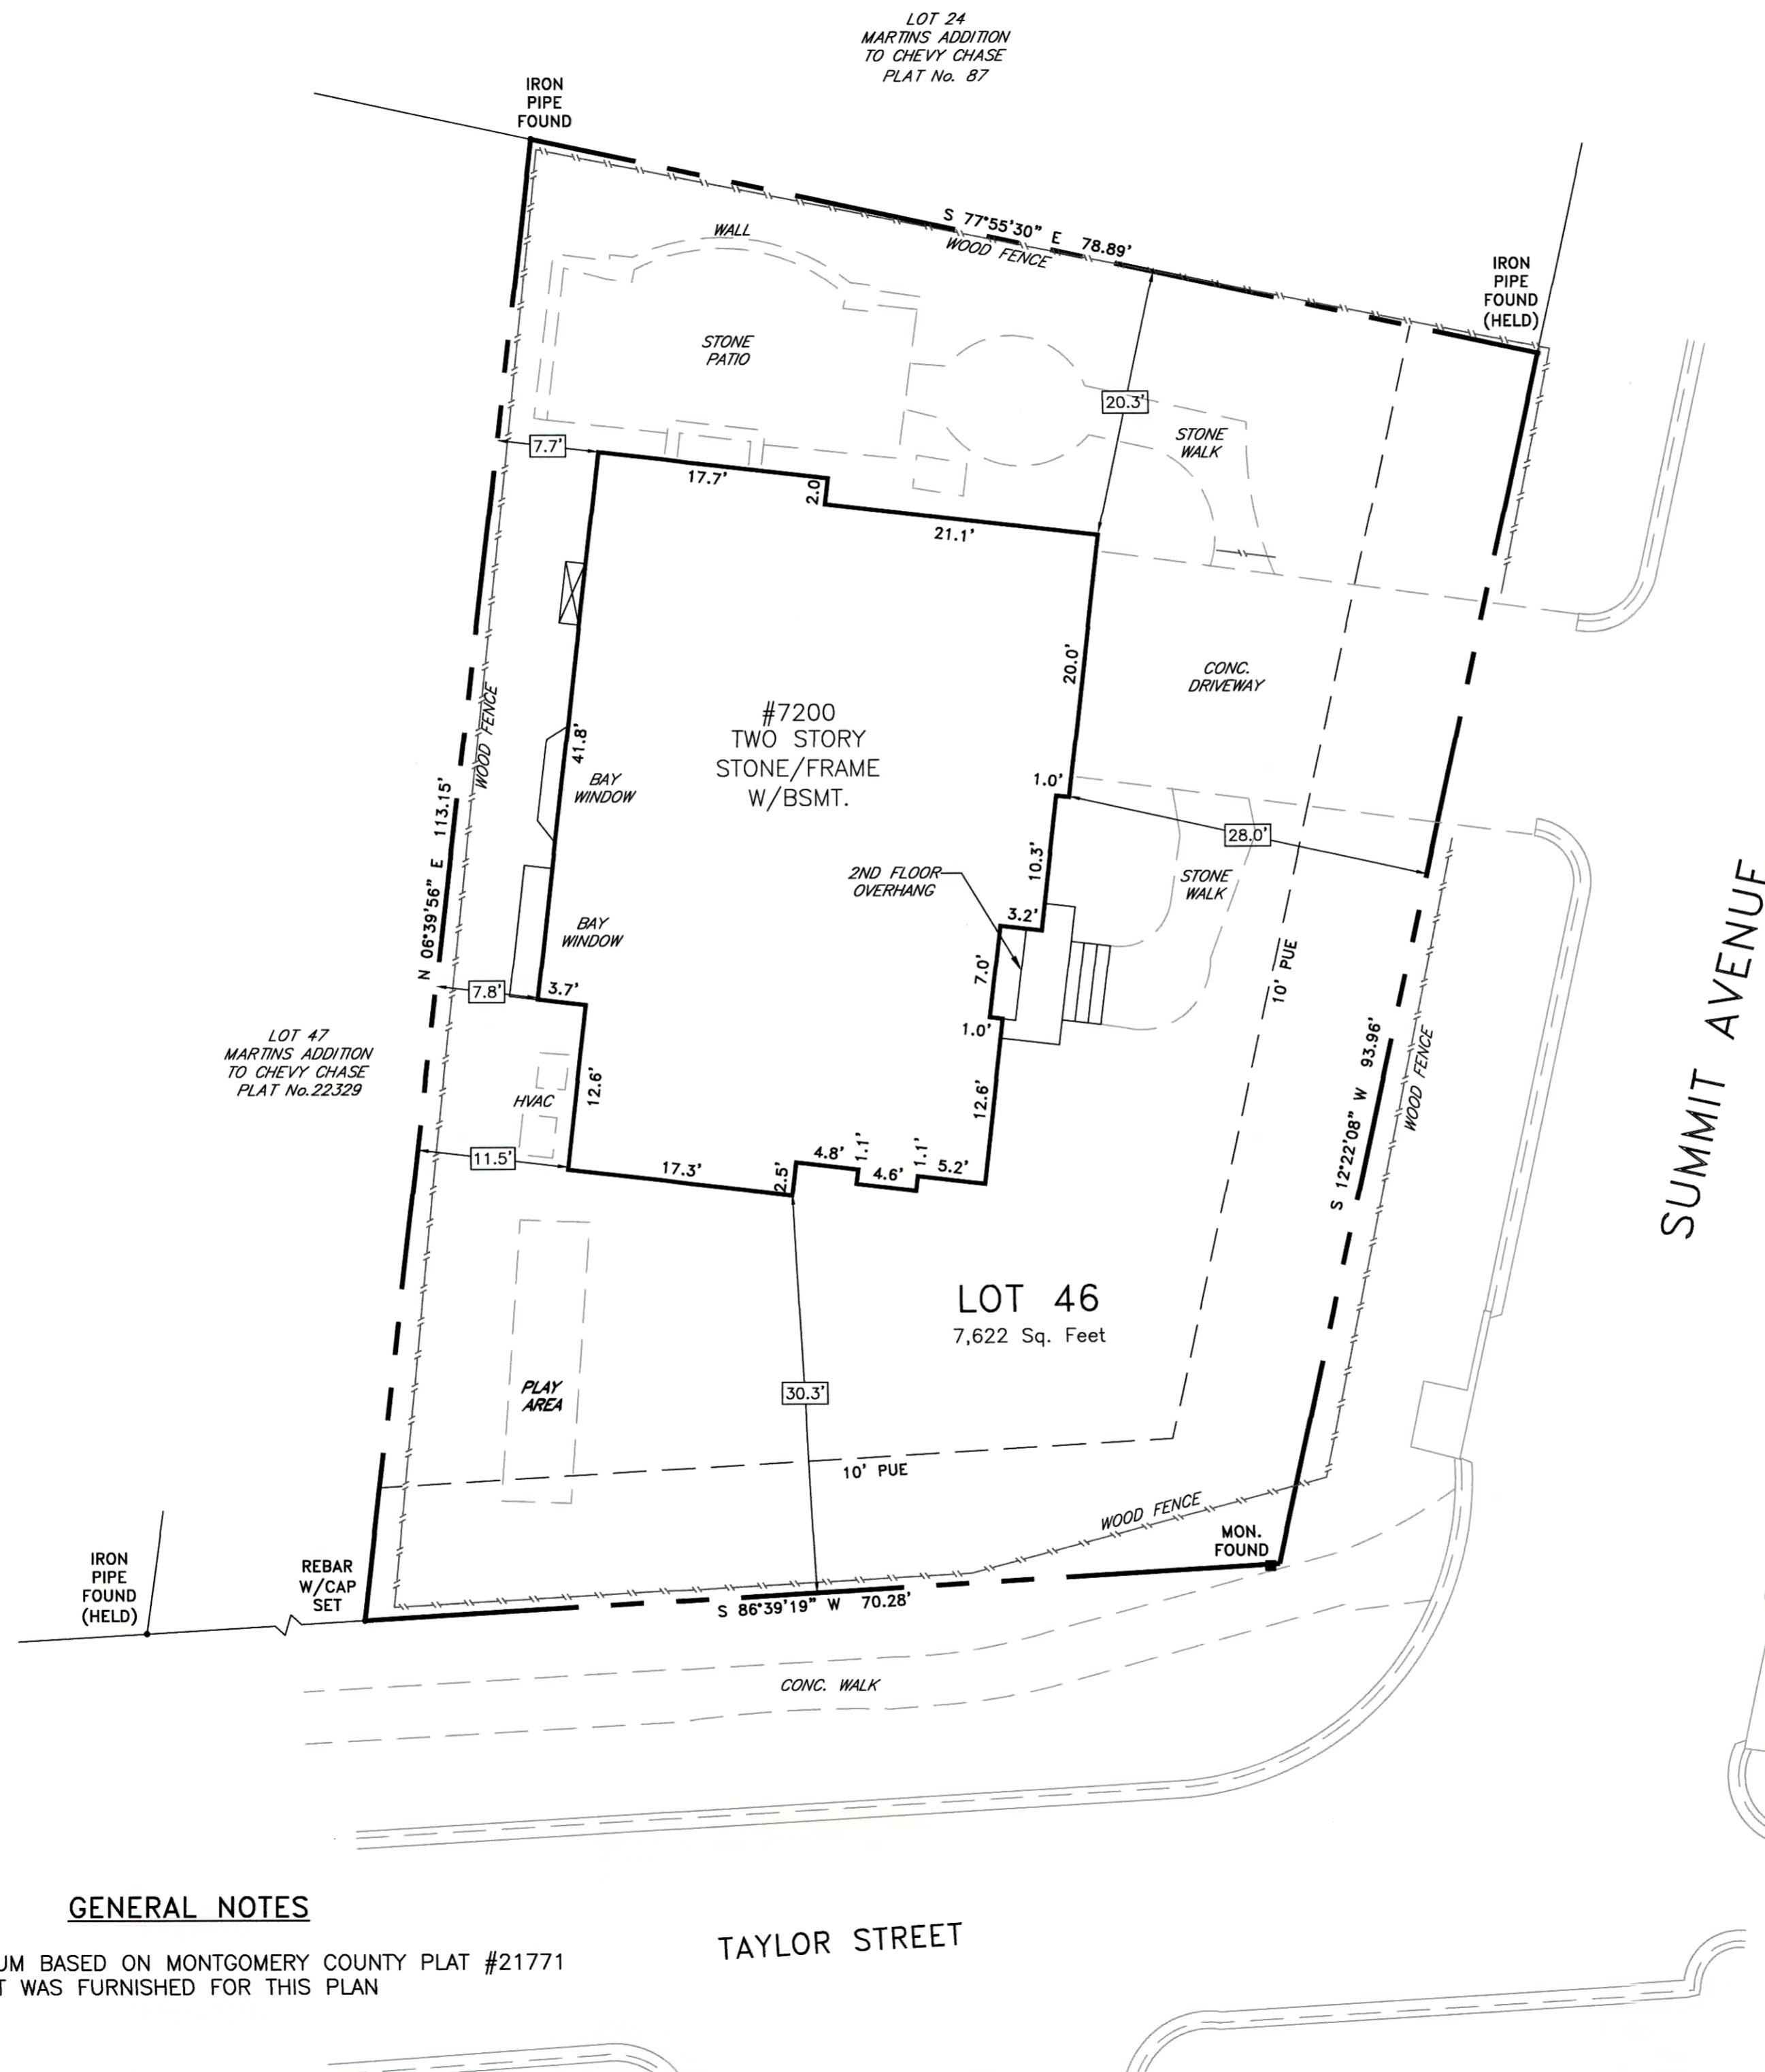 LOT 24
MARTINS ADDITION
TO CHEVY CHASE
PLAT No. 87
IRON
PIPE
FOUND
S 77°55'30" E 78.89'
WOOD FENCE
WALL
IRON
PIPE
FOUND
(HELD)
STONE
PATIO
20.3'
STONE
WALK
7.7'
17.7'
2.0
21.1'
20.0'
CONC.
DRIVEWAY
WOOD FENCE
41.8'
#7200
TWO STORY
STONE/FRAME
W/BSMT.
BAY
WINDOW
1.0'
28.0'
N 06°39'56" E 113.15'
10.3'
2ND FLOOR
OVERHANG
STONE
WALK
3.2'
BAY
WINDOW
7.0'
10' PUE
7.8'
3.7'
1.0'
SUMMIT AVENUE
LOT 47
MARTINS ADDITION
TO CHEVY CHASE
PLAT No.22329
HVAC
12.6'
12.6'
S 12°22'08" W 93.96'
WOOD FENCE
11.5'
17.3'
2.5'
4.8'
1.1'
4.6'
1.1'
5.2'
LOT 46
7,622 Sq. Feet
30.3'
PLAY
AREA
10' PUE
WOOD FENCE
MON.
FOUND
IRON
PIPE
FOUND
(HELD)
REBAR
W/CAP
SET
S 86°39'19" W 70.28'
CONC. WALK
GENERAL NOTES
UM BASED ON MONTGOMERY COUNTY PLAT #21771
T WAS FURNISHED FOR THIS PLAN
TAYLOR STREET